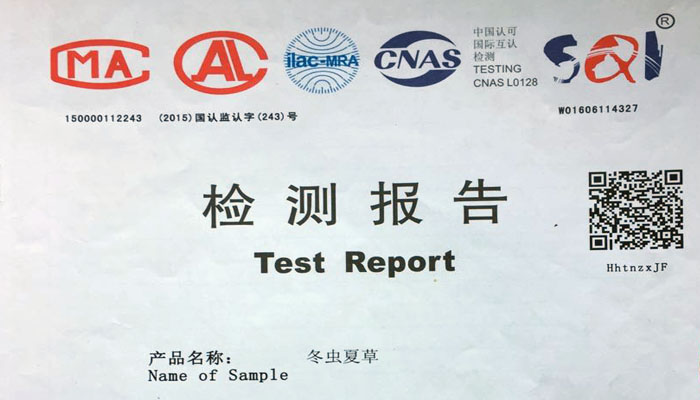 CMA
CAL
ilac-MRA
CNAS
中国认可
国际互认
检测
TESTING
CNAS L0128
SQI®
150000112243
(2015)国认监认字(243)号
W01606114327
检测报告
Test Report
HhtnzxJF
产品名称： 冬虫夏草
Name of Sample